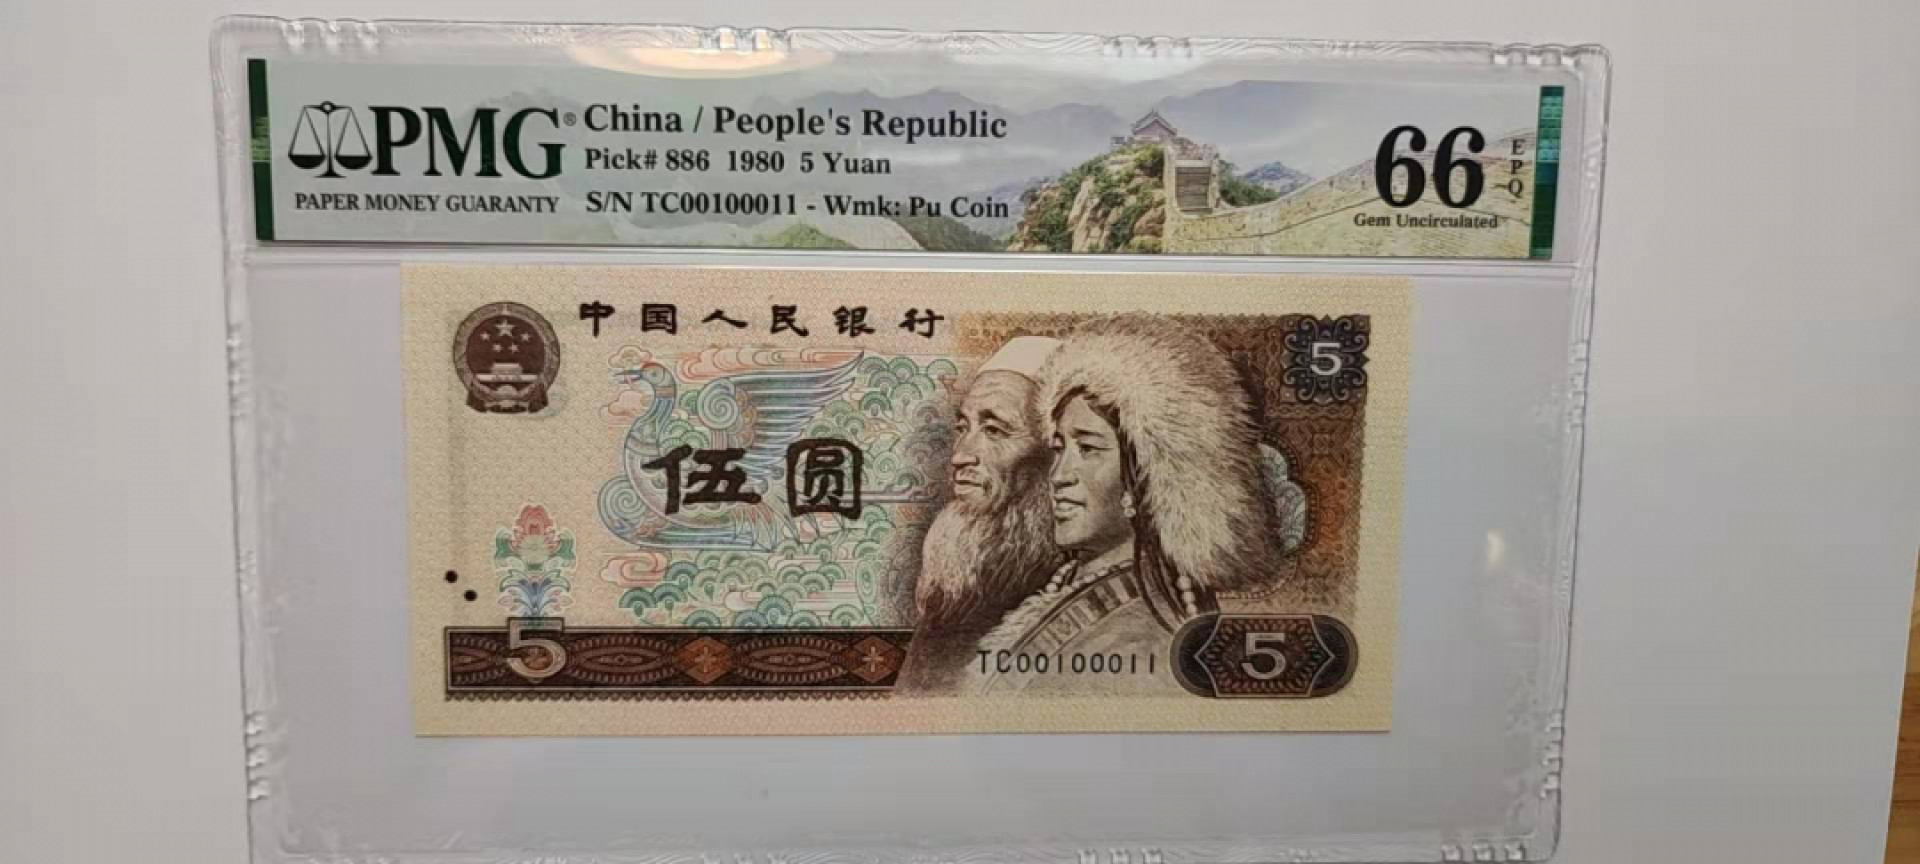 PMG®
PAPER MONEY GUARANTY
China / People's Republic
Pick# 886 1980 5 Yuan
S/N TC00100011 - Wmk: Pu Coin
66
EPQ
Gem Uncirculated
中国人民银行
5
伍圆
5
TC00100011
5